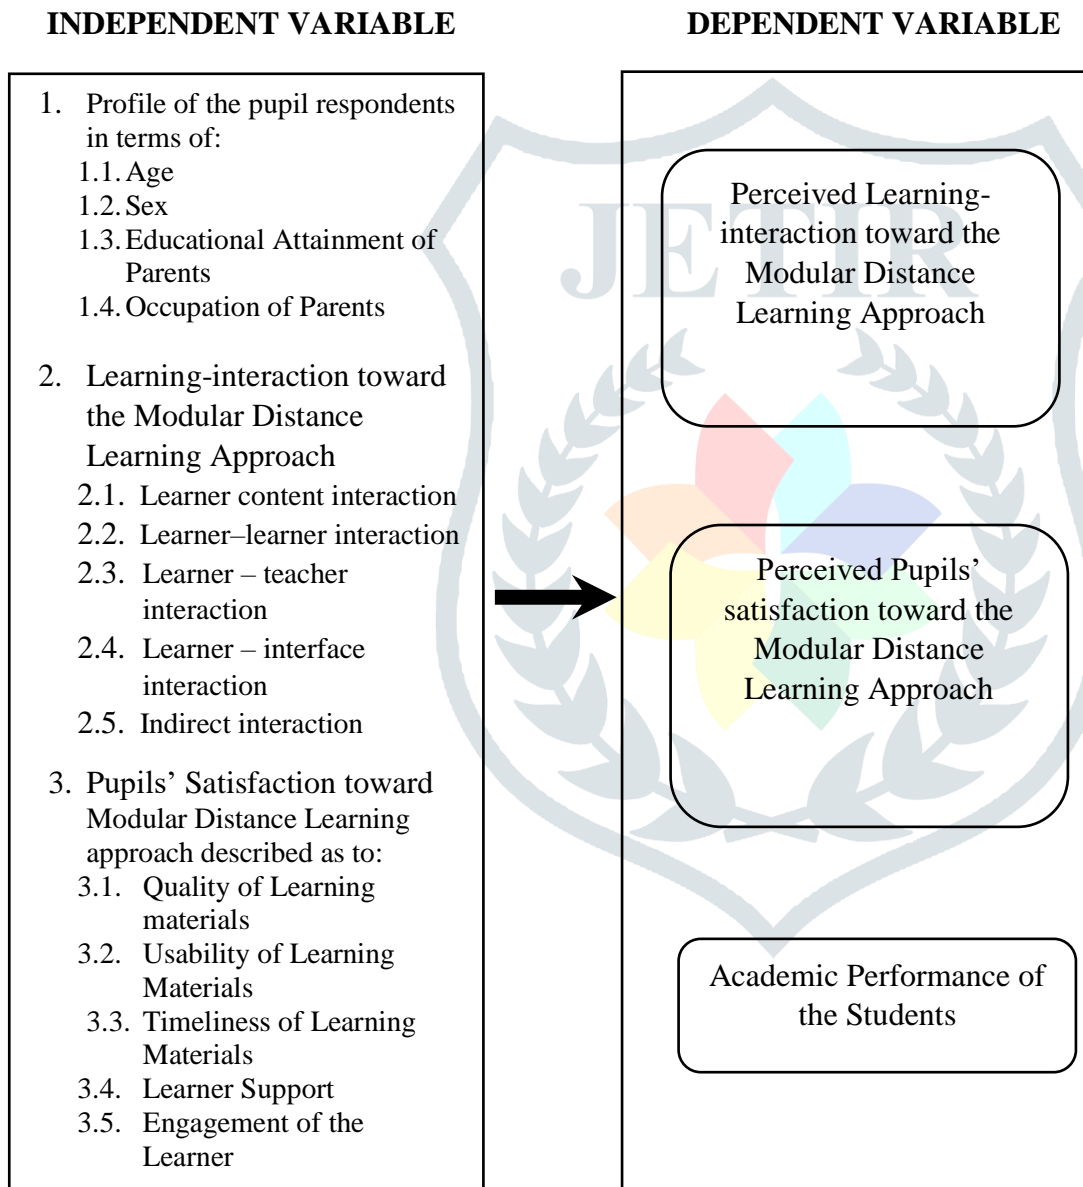 INDEPENDENT VARIABLE
1. Profile of the pupil respondents
in terms of:
1.1. Age
1.2. Sex
1.3. Educational Attainment of
Parents
1.4. Occupation of Parents
2. Learning-interaction toward
the Modular Distance
Learning Approach
2.1. Learner content interaction
2.2. Learner–learner interaction
2.3. Learner – teacher
interaction
2.4. Learner – interface
interaction
2.5. Indirect interaction
3. Pupils’ Satisfaction toward
Modular Distance Learning
approach described as to:
3.1. Quality of Learning
materials
3.2. Usability of Learning
Materials
3.3. Timeliness of Learning
Materials
3.4. Learner Support
3.5. Engagement of the
Learner
DEPENDENT VARIABLE
JETIR
Perceived Learning-
interaction toward the
Modular Distance
Learning Approach
Perceived Pupils’
satisfaction toward the
Modular Distance
Learning Approach
Academic Performance of
the Students